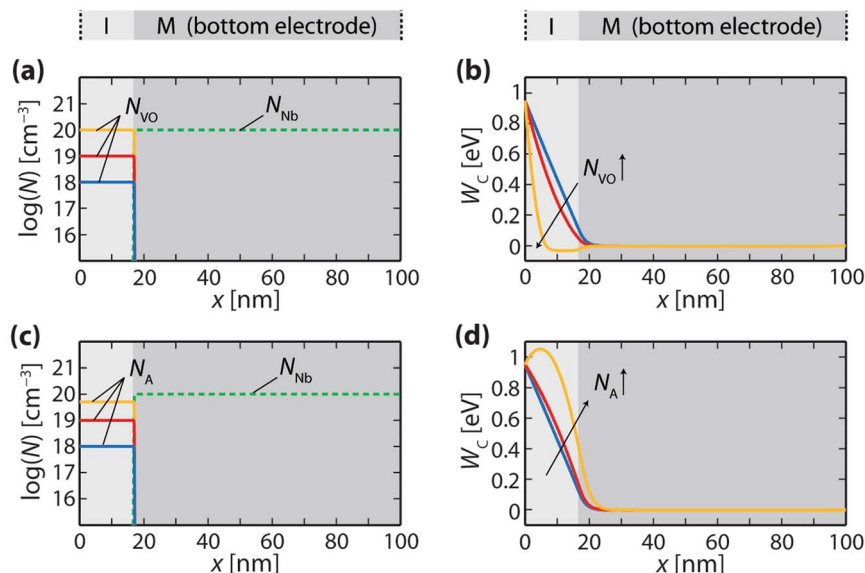 I M (bottom electrode) I M (bottom electrode)
(a) (b)
21
20
19
18
17
16
log(N) [cm⁻³]
N_VO
N_Nb
0 20 40 60 80 100
x [nm]
1
0.8
0.6
0.4
0.2
0
W_C [eV]
N_VO↑
0 20 40 60 80 100
x [nm]
(c) (d)
21
20
19
18
17
16
log(N) [cm⁻³]
N_A
N_Nb
0 20 40 60 80 100
x [nm]
1
0.8
0.6
0.4
0.2
0
W_C [eV]
N_A↑
0 20 40 60 80 100
x [nm]